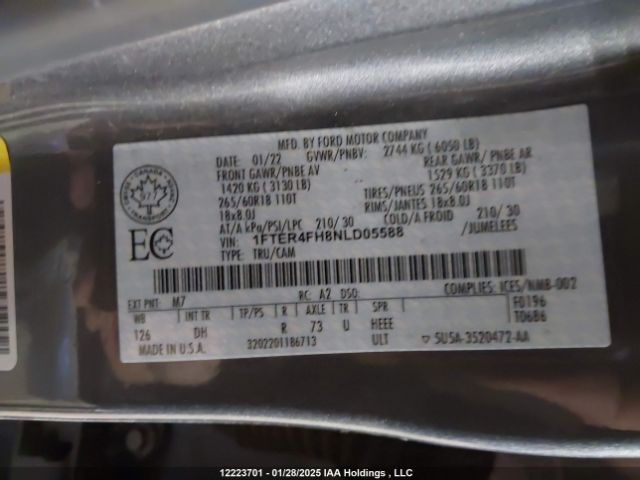 MFD. BY FORD MOTOR COMPANY
DATE: 01/22 GVWR/PNBV: 2744 KG ( 6050 LB)
FRONT GAWR/ PNBE AV REAR GAWR/ PNBE AR
1420 KG ( 3130 LB) 1529 KG ( 3370 LB)
265/60R18 110T TIRES/PNEUS 265/60R18 110T
18x8.0J RIMS/JANTES 18x8.0J
AT/A kPa/PSI/LPC 210/ 30 COLD/A FROID 210/ 30
VIN: 1FTER4FH8NLD05588 /JUMELEES
TYPE: TRU/CAM
CANADA
TRANSPORT
EC
COMPLIES: ICES/NMB-002
EXT PNT: M7 RC: A2 DSO: F0196
WB INT TR TP/PS R AXLE TR SPR T0686
126 DH R 73 U HEEE
MADE IN U.S.A. 3202201186713 ULT 5U5A-3520472-AA
12223701 - 01/28/2025 IAA Holdings , LLC